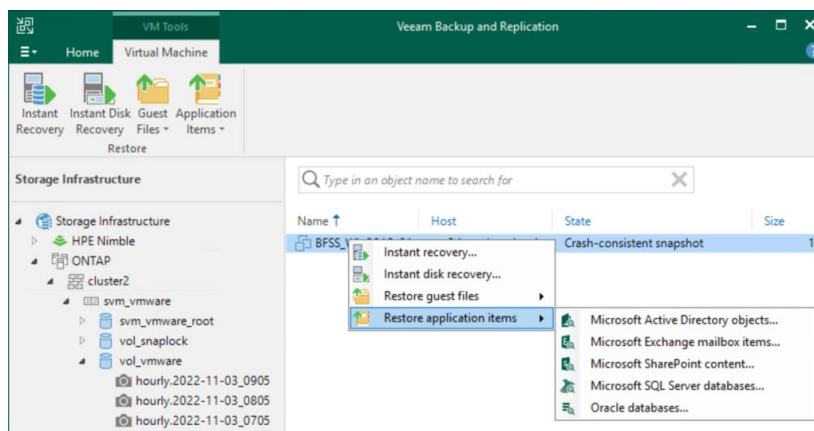 VM Tools
Veeam Backup and Replication
Home Virtual Machine
Instant Recovery
Instant Disk Recovery
Guest Files
Application Items
Restore
Storage Infrastructure
Type in an object name to search for
Storage Infrastructure
HPE Nimble
ONTAP
cluster2
svm_vmware
svm_vmware_root
vol_snaplock
vol_vmware
hourly.2022-11-03_0905
hourly.2022-11-03_0805
hourly.2022-11-03_0705
Name Host State Size
Crash-consistent snapshot 1
Instant recovery...
Instant disk recovery...
Restore guest files
Restore application items
Microsoft Active Directory objects...
Microsoft Exchange mailbox items...
Microsoft SharePoint content...
Microsoft SQL Server databases...
Oracle databases...